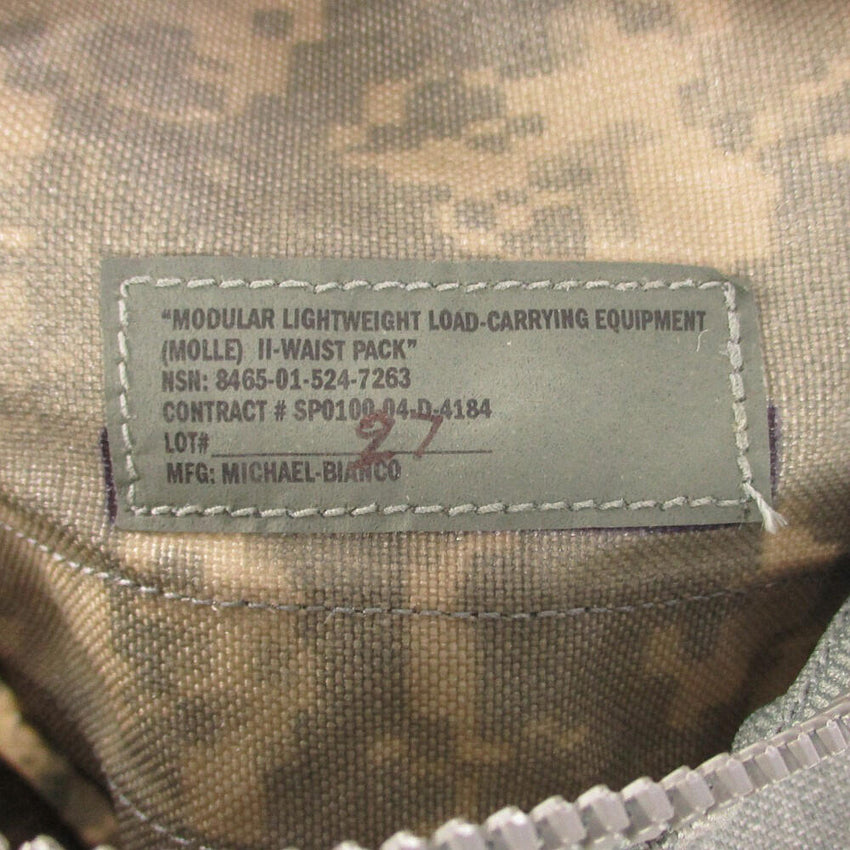 "MODULAR LIGHTWEIGHT LOAD-CARRYING EQUIPMENT
(MOLLE) II-WAIST PACK"
NSN: 8465-01-524-7263
CONTRACT # SP0100-04-D-4184
LOT# 27
MFG: MICHAEL-BIANCO